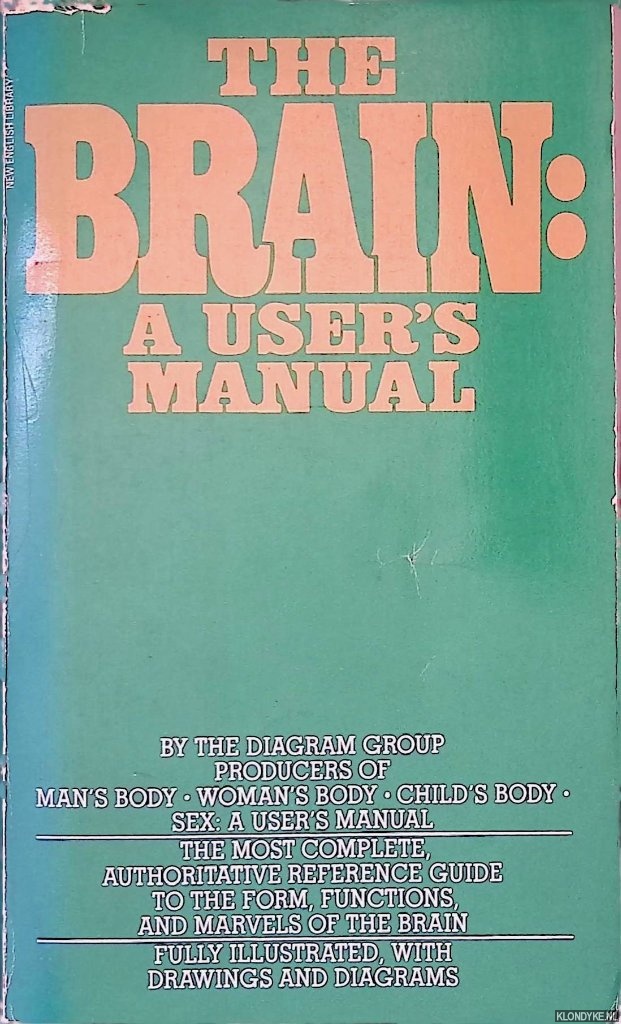 NEW ENGLISH LIBRARY
THE
BRAIN:
A USER'S
MANUAL
BY THE DIAGRAM GROUP
PRODUCERS OF
MAN'S BODY · WOMAN'S BODY · CHILD'S BODY ·
SEX: A USER'S MANUAL
THE MOST COMPLETE,
AUTHORITATIVE REFERENCE GUIDE
TO THE FORM, FUNCTIONS,
AND MARVELS OF THE BRAIN
FULLY ILLUSTRATED, WITH
DRAWINGS AND DIAGRAMS
KLONDYKE.NL